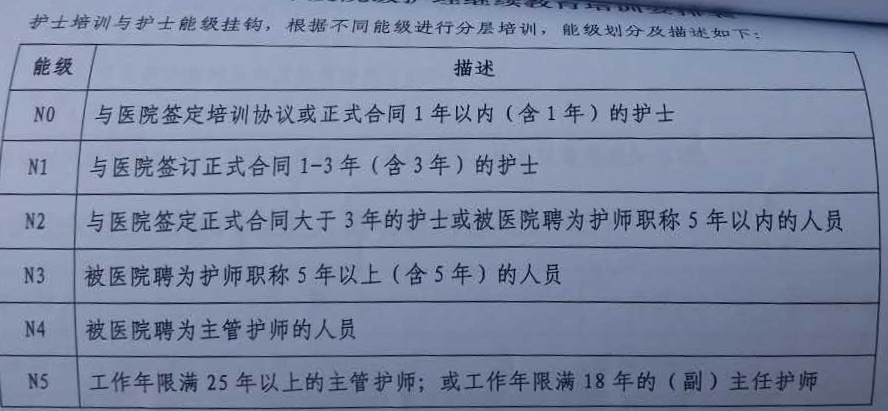 护士培训与护士能级挂钩，根据不同能级进行分层培训，能级划分及描述如下：
能级 描述
N0 与医院签定培训协议或正式合同 1 年以内（含 1 年）的护士
N1 与医院签订正式合同 1-3 年（含 3 年）的护士
N2 与医院签定正式合同大于 3 年的护士或被医院聘为护师职称 5 年以内的人员
N3 被医院聘为护师职称 5 年以上（含 5 年）的人员
N4 被医院聘为主管护师的人员
N5 工作年限满 25 年以上的主管护师；或工作年限满 18 年的（副）主任护师